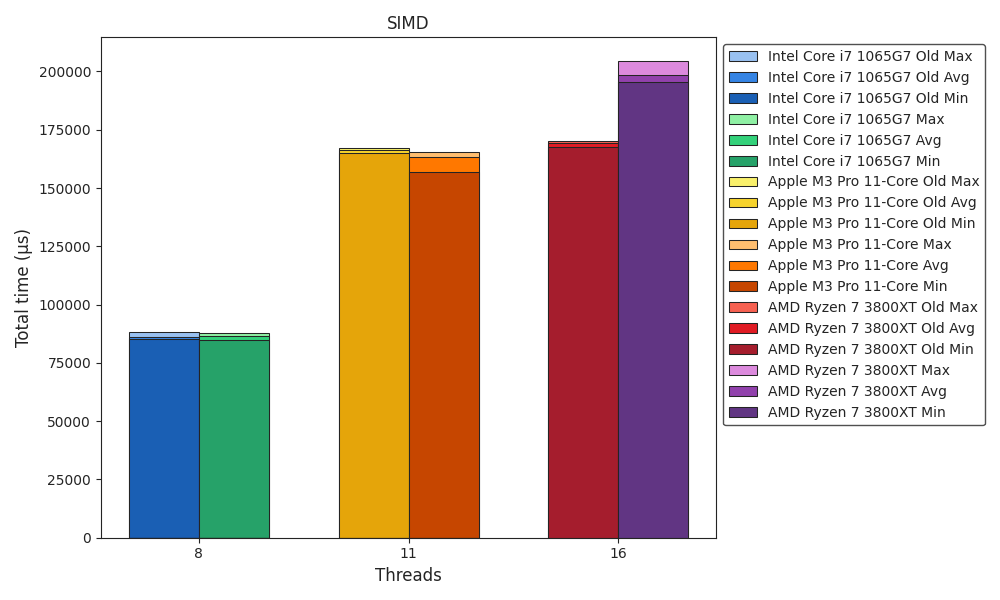 SIMD
Total time (µs)
200000
175000
150000
125000
100000
75000
50000
25000
0
8
11
16
Threads
Intel Core i7 1065G7 Old Max
Intel Core i7 1065G7 Old Avg
Intel Core i7 1065G7 Old Min
Intel Core i7 1065G7 Max
Intel Core i7 1065G7 Avg
Intel Core i7 1065G7 Min
Apple M3 Pro 11-Core Old Max
Apple M3 Pro 11-Core Old Avg
Apple M3 Pro 11-Core Old Min
Apple M3 Pro 11-Core Max
Apple M3 Pro 11-Core Avg
Apple M3 Pro 11-Core Min
AMD Ryzen 7 3800XT Old Max
AMD Ryzen 7 3800XT Old Avg
AMD Ryzen 7 3800XT Old Min
AMD Ryzen 7 3800XT Max
AMD Ryzen 7 3800XT Avg
AMD Ryzen 7 3800XT Min